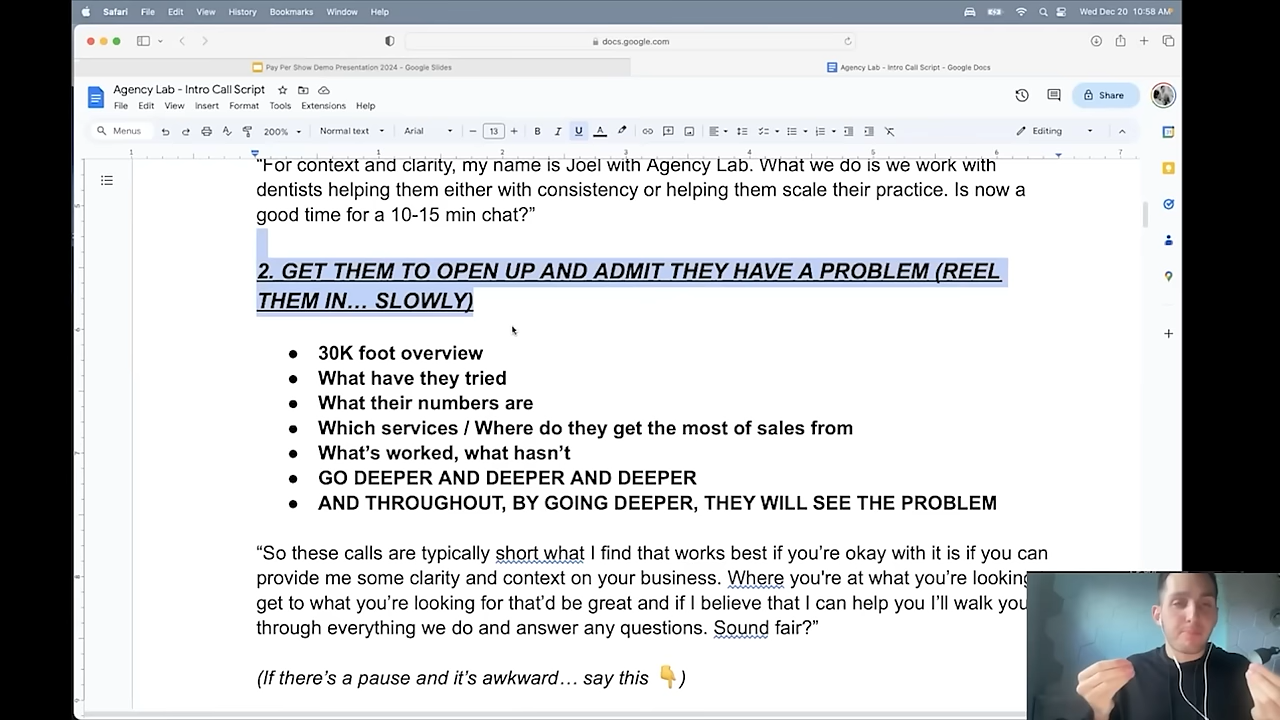 Safari File Edit View History Bookmarks Window Help Wed Dec 20 10:58 AM
docs.google.com
Pay Per Show Demo Presentation 2024 - Google Slides Agency Lab - Intro Call Script - Google Docs
Agency Lab - Intro Call Script
File Edit View Insert Format Tools Extensions Help
Share
Menus 200% Normal text Arial 13 B I U A Editing
1 1 2 3 4 5 6 7
“For context and clarity, my name is Joel with Agency Lab. What we do is we work with
dentists helping them either with consistency or helping them scale their practice. Is now a
good time for a 10-15 min chat?”
2. GET THEM TO OPEN UP AND ADMIT THEY HAVE A PROBLEM (REEL
THEM IN… SLOWLY)
● 30K foot overview
● What have they tried
● What their numbers are
● Which services / Where do they get the most of sales from
● What’s worked, what hasn’t
● GO DEEPER AND DEEPER AND DEEPER
● AND THROUGHOUT, BY GOING DEEPER, THEY WILL SEE THE PROBLEM
“So these calls are typically short what I find that works best if you’re okay with it is if you can
provide me some clarity and context on your business. Where you're at what you’re looking
get to what you’re looking for that’d be great and if I believe that I can help you I’ll walk you
through everything we do and answer any questions. Sound fair?”
(If there’s a pause and it’s awkward… say this 👇)